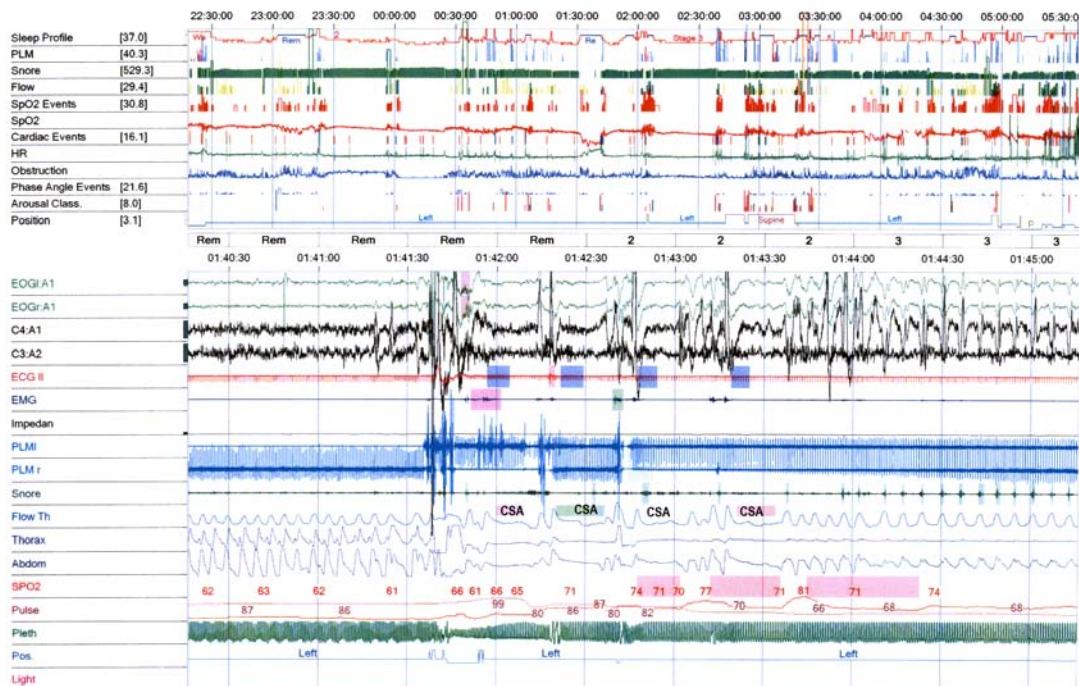 22:30:00 23:00:00 23:30:00 00:00:00 00:30:00 01:00:00 01:30:00 02:00:00 02:30:00 03:00:00 03:30:00 04:00:00 04:30:00 05:00:00 05:30:0
Sleep Profile [37.0] Rem 2 Re Stage 3
PLM [40.3]
Snore [529.3]
Flow [29.4]
SpO2 Events [30.8]
SpO2
Cardiac Events [16.1]
HR
Obstruction
Phase Angle Events [21.6]
Arousal Class. [8.0]
Position [3.1] Left Left Supine Left
Rem Rem Rem Rem Rem 2 2 2 3 3 3
01:40:30 01:41:00 01:41:30 01:42:00 01:42:30 01:43:00 01:43:30 01:44:00 01:44:30 01:45:00
EOGl:A1
EOGr:A1
C4:A1
C3:A2
ECG II
EMG
Impedan
PLMl
PLM r
Snore
Flow Th CSA CSA CSA CSA
Thorax
Abdom
SPO2 62 63 62 61 66 61 66 65 71 74 71 70 77 71 81 71 74
Pulse 87 86 99 80 86 87 80 82 70 66 68 68
Pleth
Pos. Left Left Left
Light